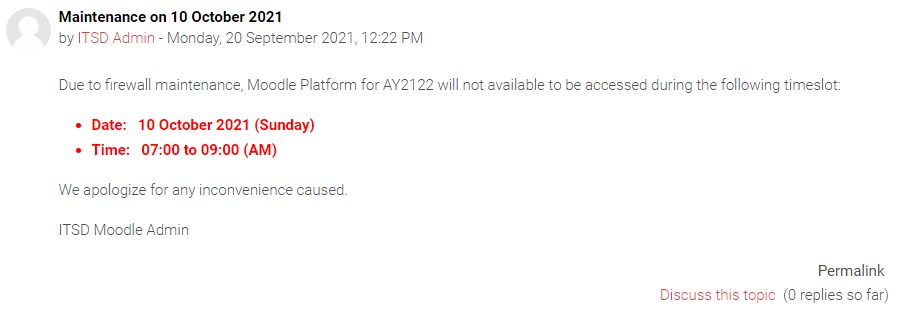 Maintenance on 10 October 2021
by ITSD Admin - Monday, 20 September 2021, 12:22 PM
Due to firewall maintenance, Moodle Platform for AY2122 will not available to be accessed during the following timeslot:
• Date: 10 October 2021 (Sunday)
• Time: 07:00 to 09:00 (AM)
We apologize for any inconvenience caused.
ITSD Moodle Admin
Permalink
Discuss this topic (0 replies so far)